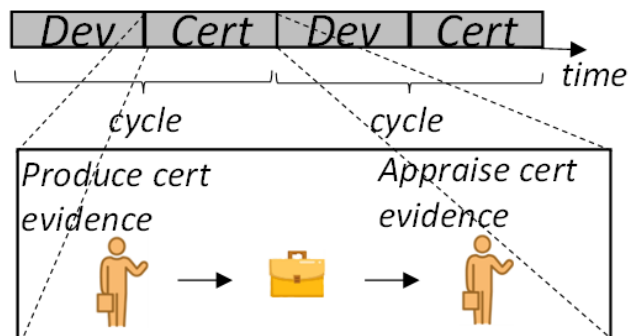 Dev Cert Dev Cert
time
cycle cycle
Produce cert
evidence
Appraise cert
evidence